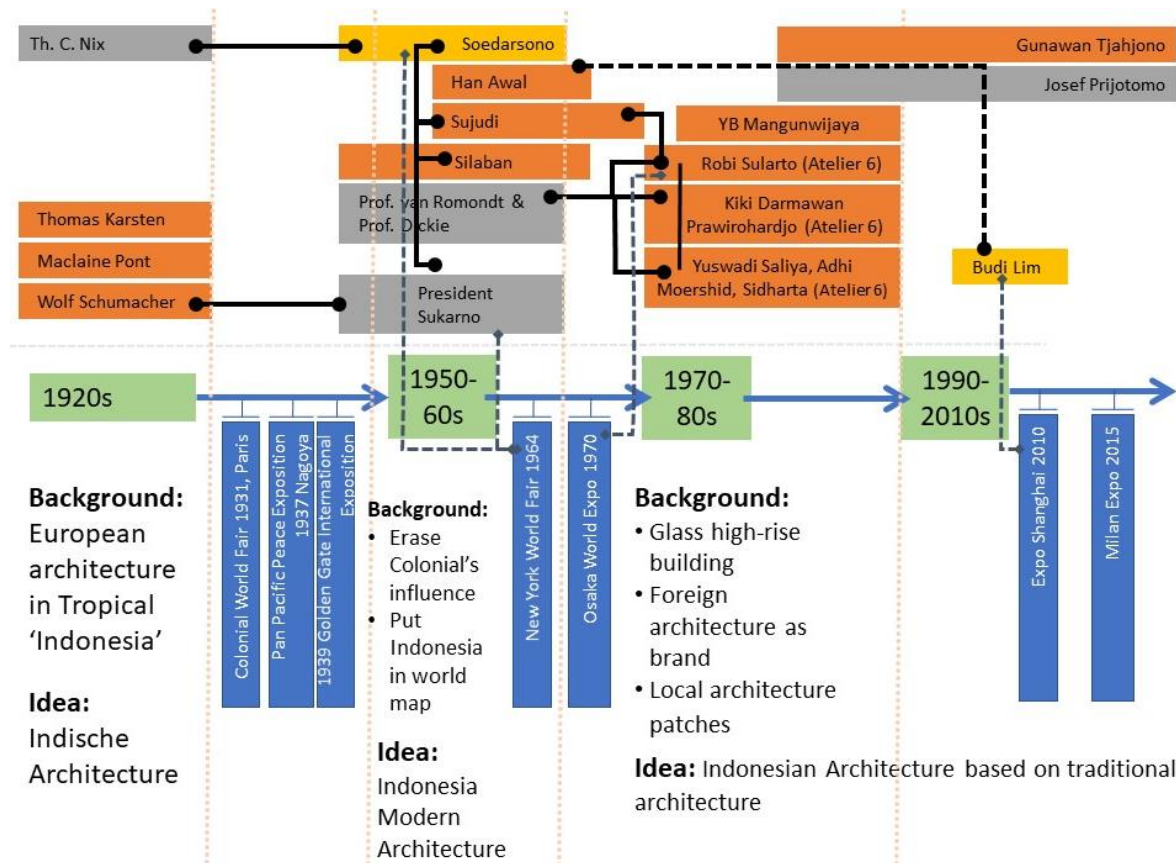 Th. C. Nix
Soedarsono
Gunawan Tjahjono
Han Awal
Josef Prijotomo
Sujudi
YB Mangunwijaya
Silaban
Robi Sularto (Atelier 6)
Prof. van Romondt &
Prof. Dickie
Kiki Darmawan
Prawirohardjo (Atelier 6)
Thomas Karsten
Maclaine Pont
Wolf Schumacher
President
Sukarno
Yuswadi Saliya, Adhi
Moershid, Sidharta (Atelier 6)
Budi Lim
1920s
1950-
60s
1970-
80s
1990-
2010s
Colonial World Fair 1931, Paris
Pan Pacific Peace Exposition
1937 Nagoya
1939 Golden Gate International
Exposition
New York World Fair 1964
Osaka World Expo 1970
Expo Shanghai 2010
Milan Expo 2015
Background:
European
architecture
in Tropical
‘Indonesia’
Idea:
Indische
Architecture
Background:
• Erase
Colonial’s
influence
• Put
Indonesia
in world
map
Idea:
Indonesia
Modern
Architecture
Background:
• Glass high-rise
building
• Foreign
architecture as
brand
• Local architecture
patches
Idea: Indonesian Architecture based on traditional
architecture